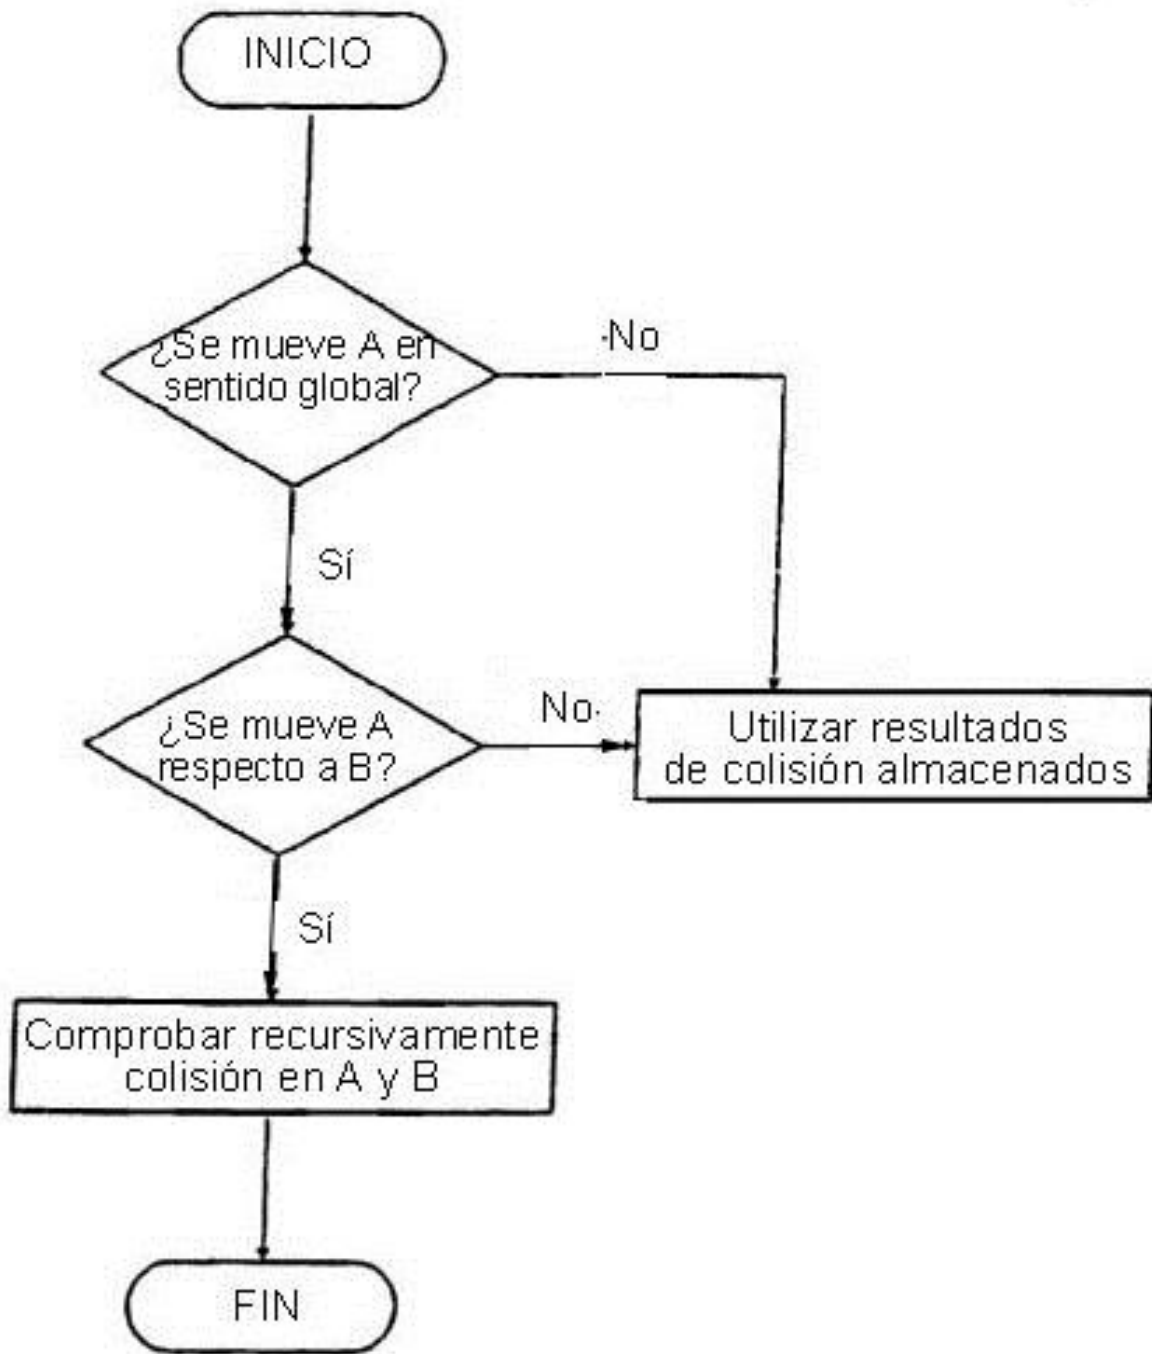 INICIO
¿Se mueve A en
sentido global?
No
Sí
¿Se mueve A
respecto a B?
No
Utilizar resultados
de colisión almacenados
Sí
Comprobar recursivamente
colisión en A y B
FIN